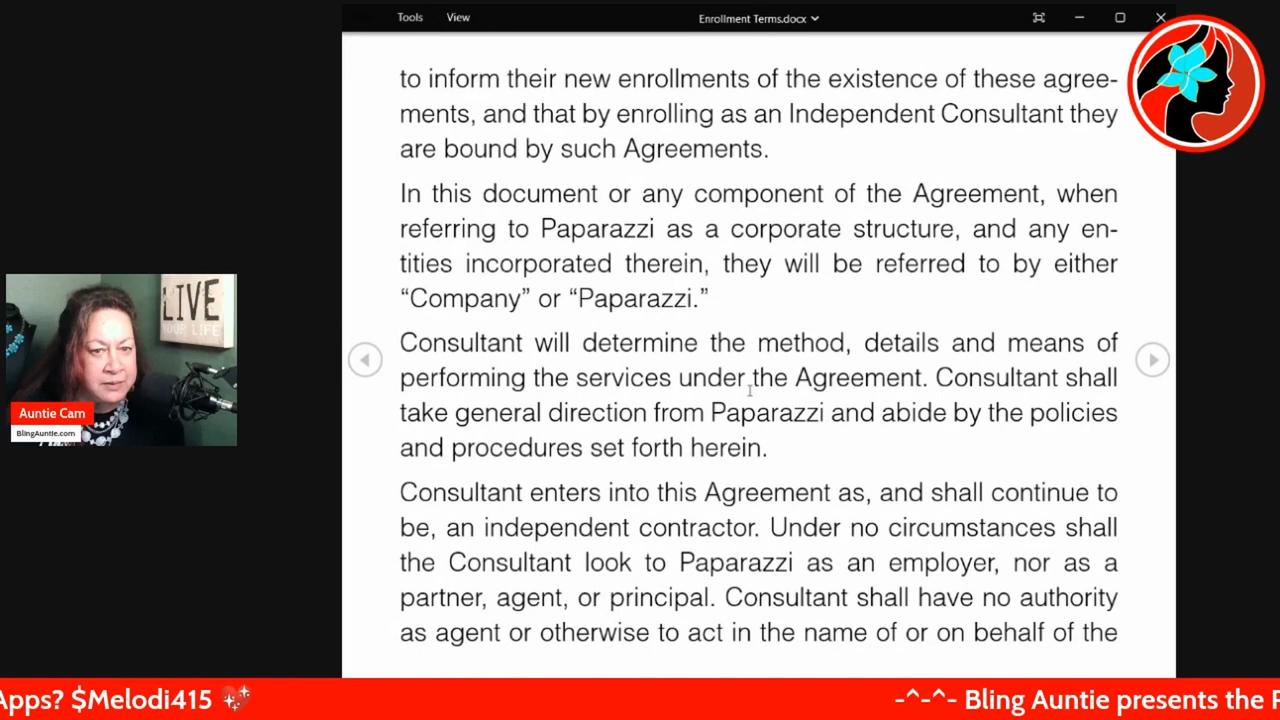 Tools View Enrollment Terms.docx
to inform their new enrollments of the existence of these agree-
ments, and that by enrolling as an Independent Consultant they
are bound by such Agreements.
In this document or any component of the Agreement, when
referring to Paparazzi as a corporate structure, and any en-
tities incorporated therein, they will be referred to by either
“Company” or “Paparazzi.”
Consultant will determine the method, details and means of
performing the services under the Agreement. Consultant shall
take general direction from Paparazzi and abide by the policies
and procedures set forth herein.
Consultant enters into this Agreement as, and shall continue to
be, an independent contractor. Under no circumstances shall
the Consultant look to Paparazzi as an employer, nor as a
partner, agent, or principal. Consultant shall have no authority
as agent or otherwise to act in the name of or on behalf of the
LIVE
YOUR LIFE
Auntie Cam
BlingAuntie.com
Apps? $Melodi415 💖 -^-^- Bling Auntie presents the